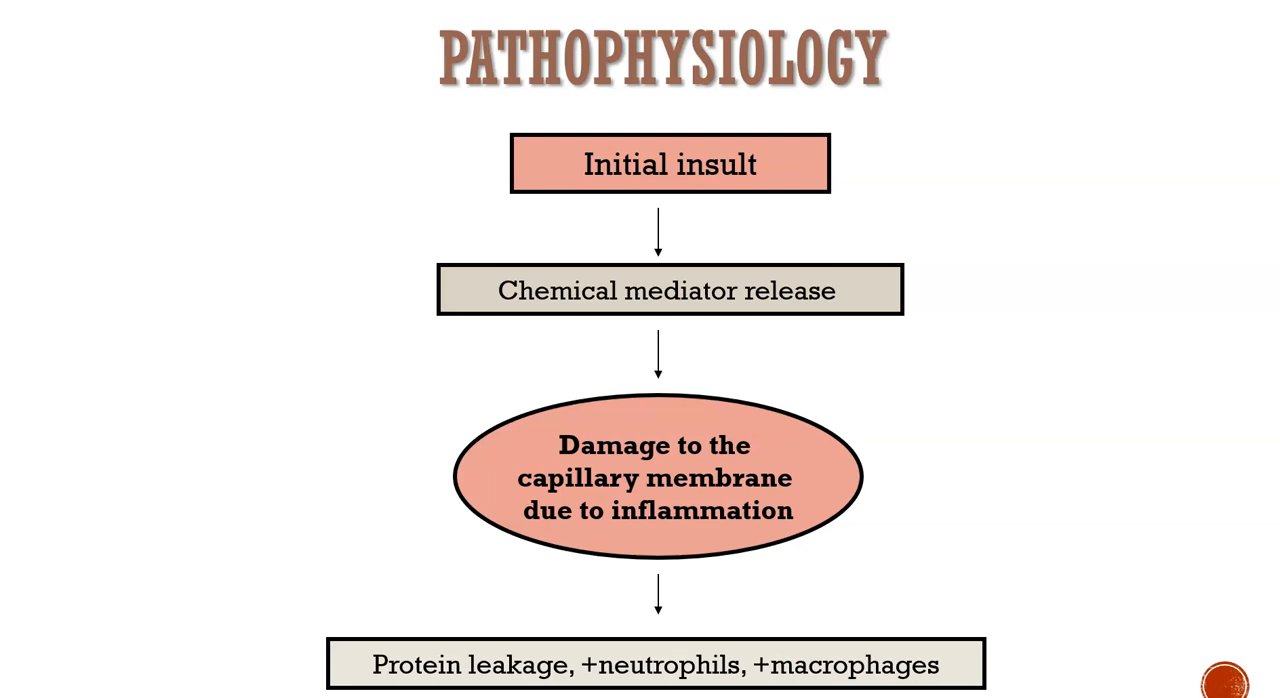 PATHOPHYSIOLOGY
Initial insult
Chemical mediator release
Damage to the
capillary membrane
due to inflammation
Protein leakage, +neutrophils, +macrophages